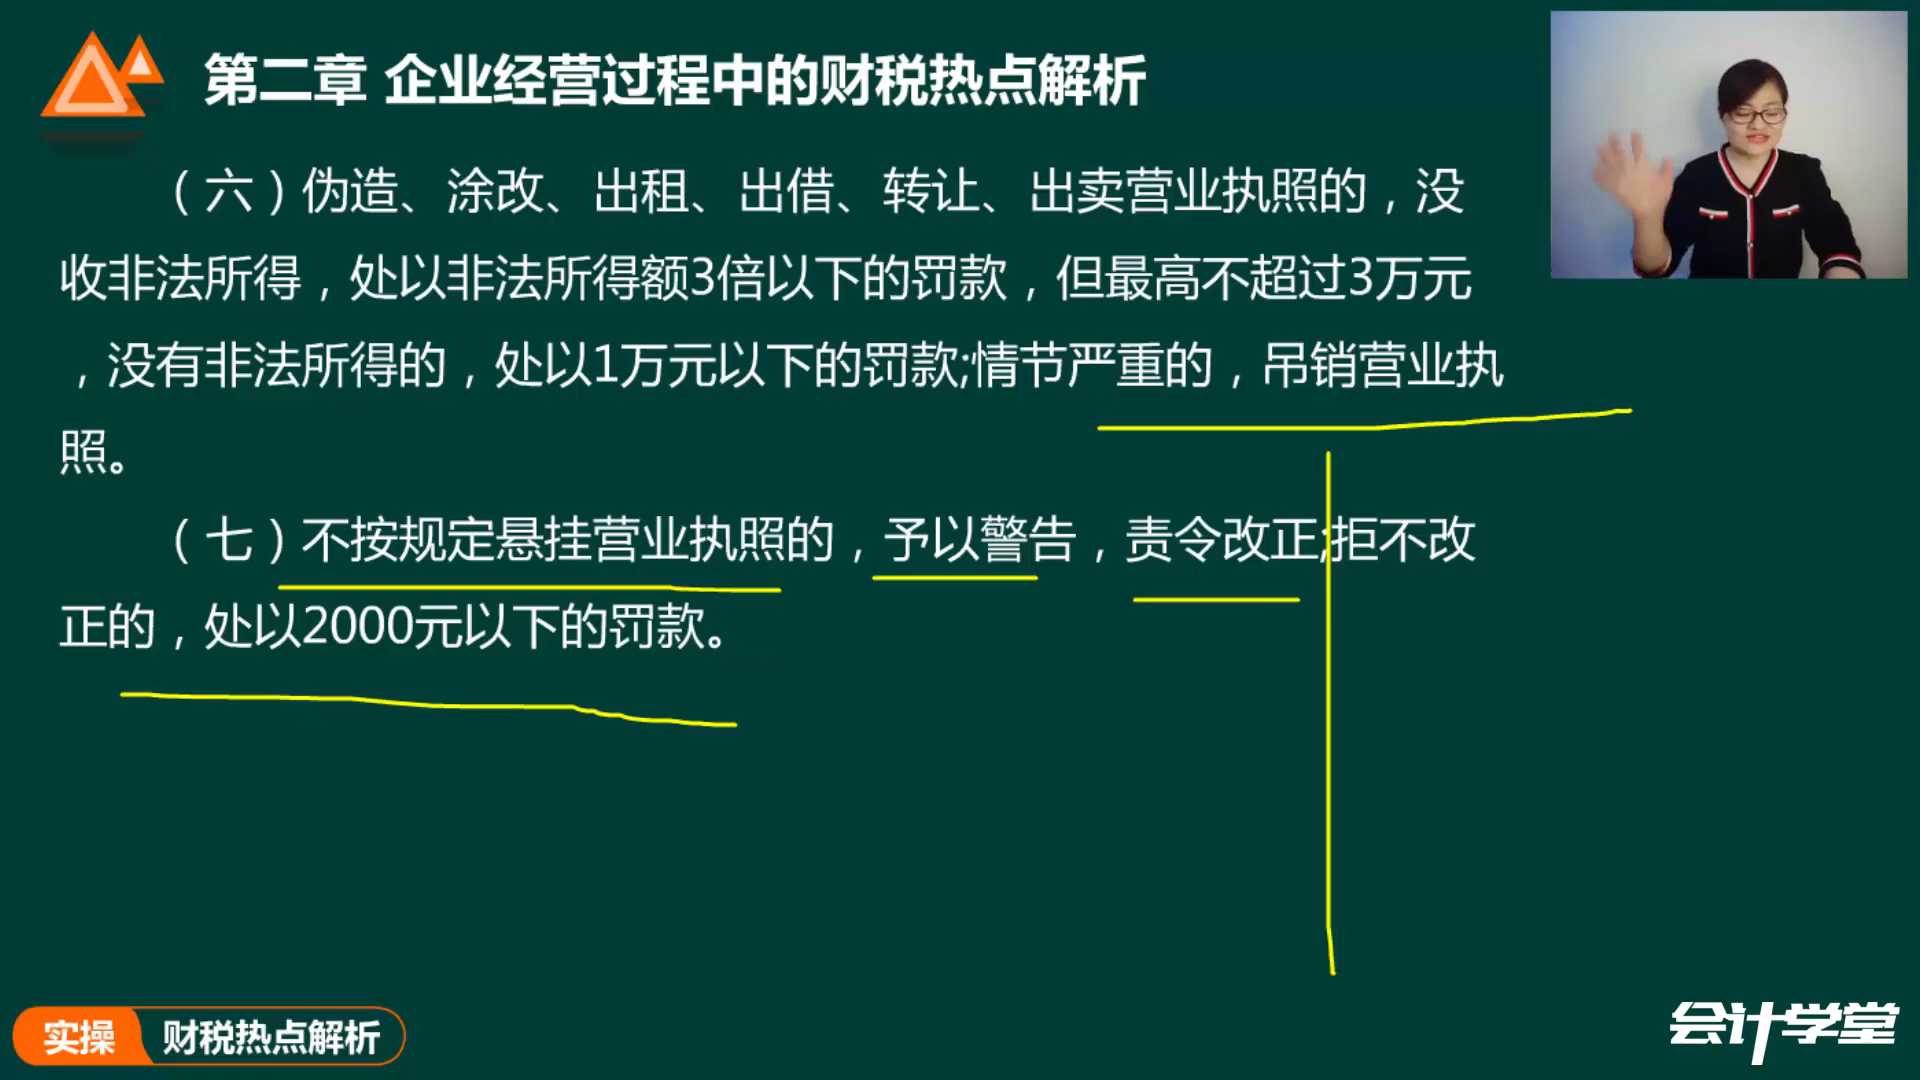 第二章 企业经营过程中的财税热点解析
（六）伪造、涂改、出租、出借、转让、出卖营业执照的，没
收非法所得，处以非法所得额3倍以下的罚款，但最高不超过3万元
，没有非法所得的，处以1万元以下的罚款;情节严重的，吊销营业执
照。
（七）不按规定悬挂营业执照的，予以警告，责令改正;拒不改
正的，处以2000元以下的罚款。
实操 财税热点解析
会计学堂